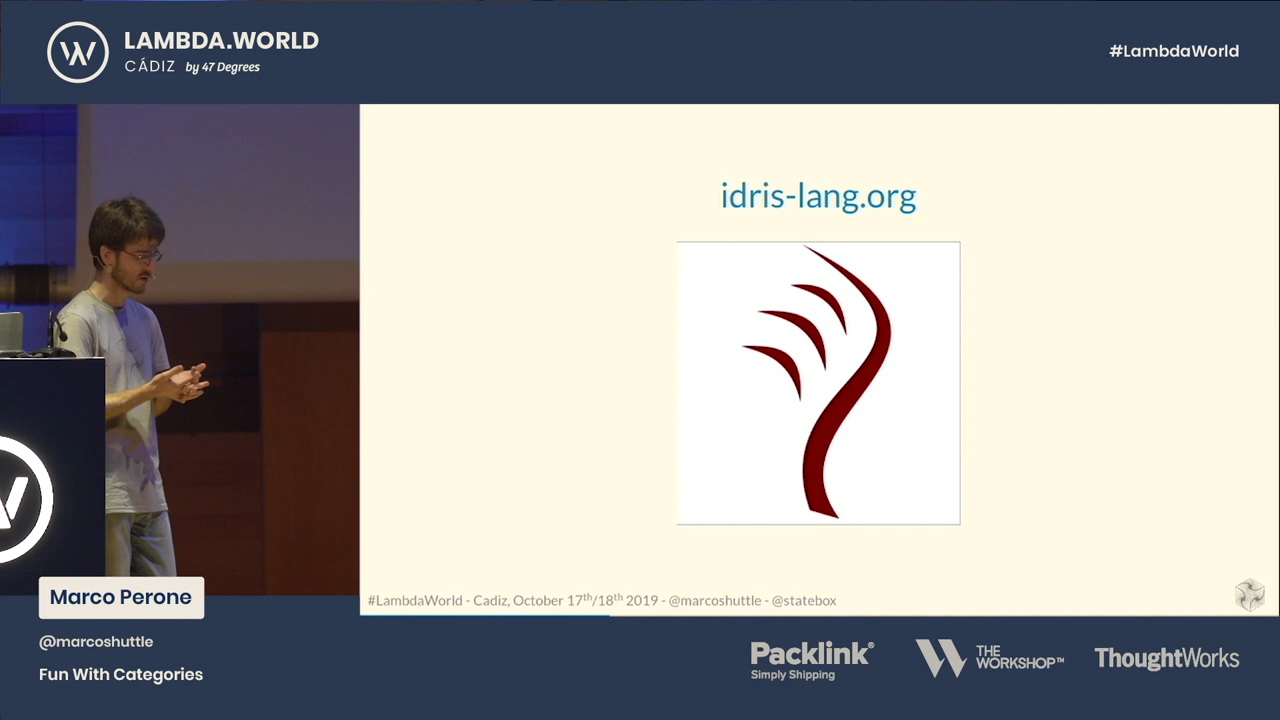 LAMBDA.WORLD
CÁDIZ by 47 Degrees
#LambdaWorld
idris-lang.org
#LambdaWorld - Cadiz, October 17th/18th 2019 - @marcoshuttle - @statebox
Marco Perone
@marcoshuttle
Fun With Categories
Packlink®
Simply Shipping
THE
WORKSHOP™
ThoughtWorks